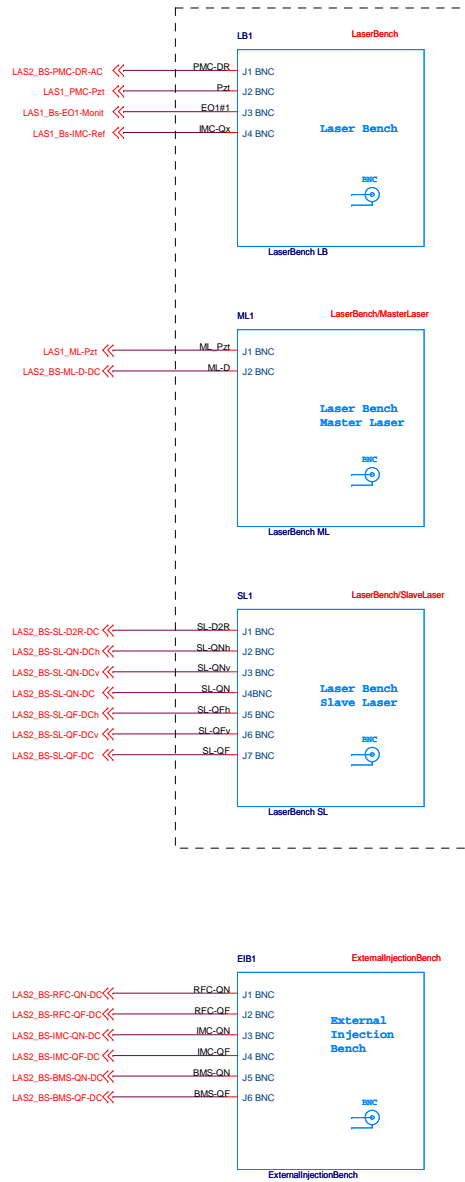 LB1 LaserBench
LAS2_BS-PMC-DR-AC PMC-DR J1 BNC
LAS1_PMC-Pzt Pzt J2 BNC
LAS1_Bs-EO1-Monit EO1#1 J3 BNC
LAS1_Bs-IMC-Ref IMC-Qx J4 BNC
Laser Bench
BNC
LaserBench LB
ML1 LaserBench/MasterLaser
LAS1_ML-Pzt ML_Pzt J1 BNC
LAS2_BS-ML-D-DC ML-D J2 BNC
Laser Bench
Master Laser
BNC
LaserBench ML
SL1 LaserBench/SlaveLaser
LAS2_BS-SL-D2R-DC SL-D2R J1 BNC
LAS2_BS-SL-QN-DCh SL-QNh J2 BNC
LAS2_BS-SL-QN-DCv SL-QNv J3 BNC
LAS2_BS-SL-QN-DC SL-QN J4BNC
LAS2_BS-SL-QF-DCh SL-QFh J5 BNC
LAS2_BS-SL-QF-DCv SL-QFv J6 BNC
LAS2_BS-SL-QF-DC SL-QF J7 BNC
Laser Bench
Slave Laser
BNC
LaserBench SL
EIB1 ExternalInjectionBench
LAS2_BS-RFC-QN-DC RFC-QN J1 BNC
LAS2_BS-RFC-QF-DC RFC-QF J2 BNC
LAS2_BS-IMC-QN-DC IMC-QN J3 BNC
LAS2_BS-IMC-QF-DC IMC-QF J4 BNC
LAS2_BS-BMS-QN-DC BMS-QN J5 BNC
LAS2_BS-BMS-QF-DC BMS-QF J6 BNC
External
Injection
Bench
BNC
ExternalInjectionBench